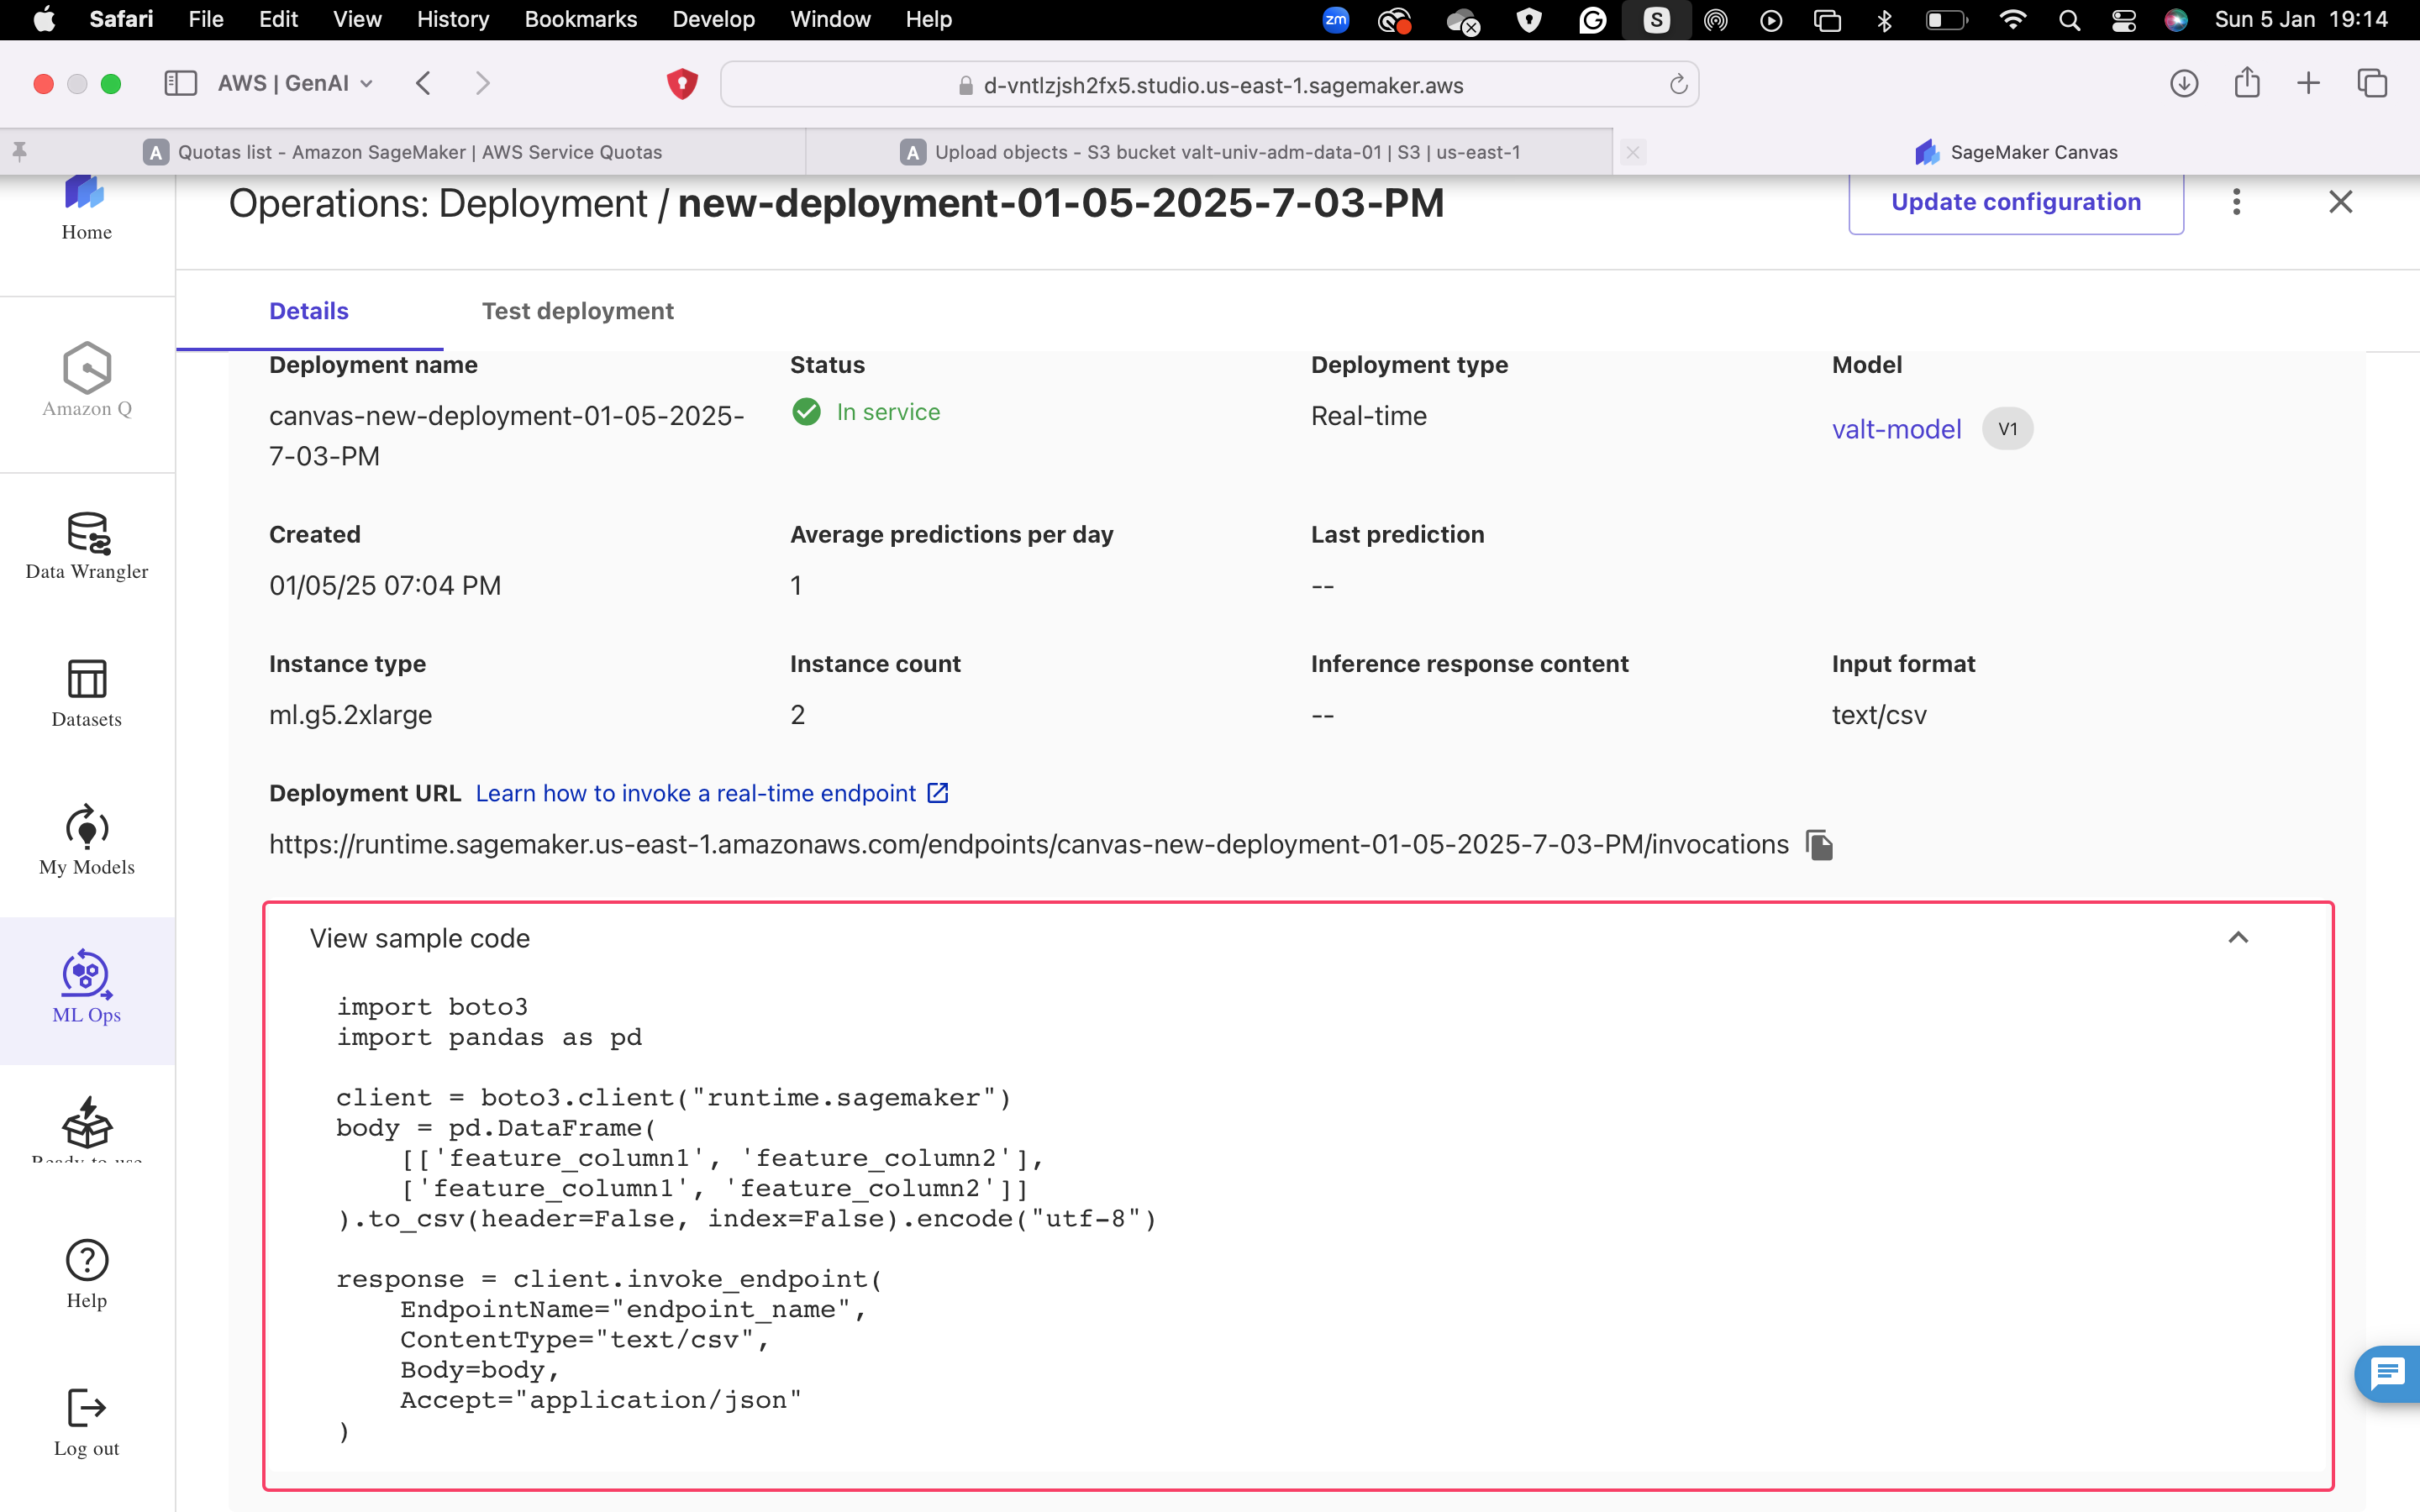 Safari File Edit View History Bookmarks Develop Window Help zm S Sun 5 Jan 19:14
AWS | GenAI d-vntlzjsh2fx5.studio.us-east-1.sagemaker.aws
A Quotas list - Amazon SageMaker | AWS Service Quotas A Upload objects - S3 bucket valt-univ-adm-data-01 | S3 | us-east-1 SageMaker Canvas
Operations: Deployment / new-deployment-01-05-2025-7-03-PM Update configuration
Home
Amazon Q
Data Wrangler
Datasets
My Models
ML Ops
Ready-to-use
Help
Log out
Details Test deployment
Deployment name Status Deployment type Model
canvas-new-deployment-01-05-2025- In service Real-time valt-model V1
7-03-PM
Created Average predictions per day Last prediction
01/05/25 07:04 PM 1 --
Instance type Instance count Inference response content Input format
ml.g5.2xlarge 2 -- text/csv
Deployment URL Learn how to invoke a real-time endpoint
https://runtime.sagemaker.us-east-1.amazonaws.com/endpoints/canvas-new-deployment-01-05-2025-7-03-PM/invocations
View sample code
import boto3
import pandas as pd
client = boto3.client("runtime.sagemaker")
body = pd.DataFrame(
[['feature_column1', 'feature_column2'],
['feature_column1', 'feature_column2']]
).to_csv(header=False, index=False).encode("utf-8")
response = client.invoke_endpoint(
EndpointName="endpoint_name",
ContentType="text/csv",
Body=body,
Accept="application/json"
)